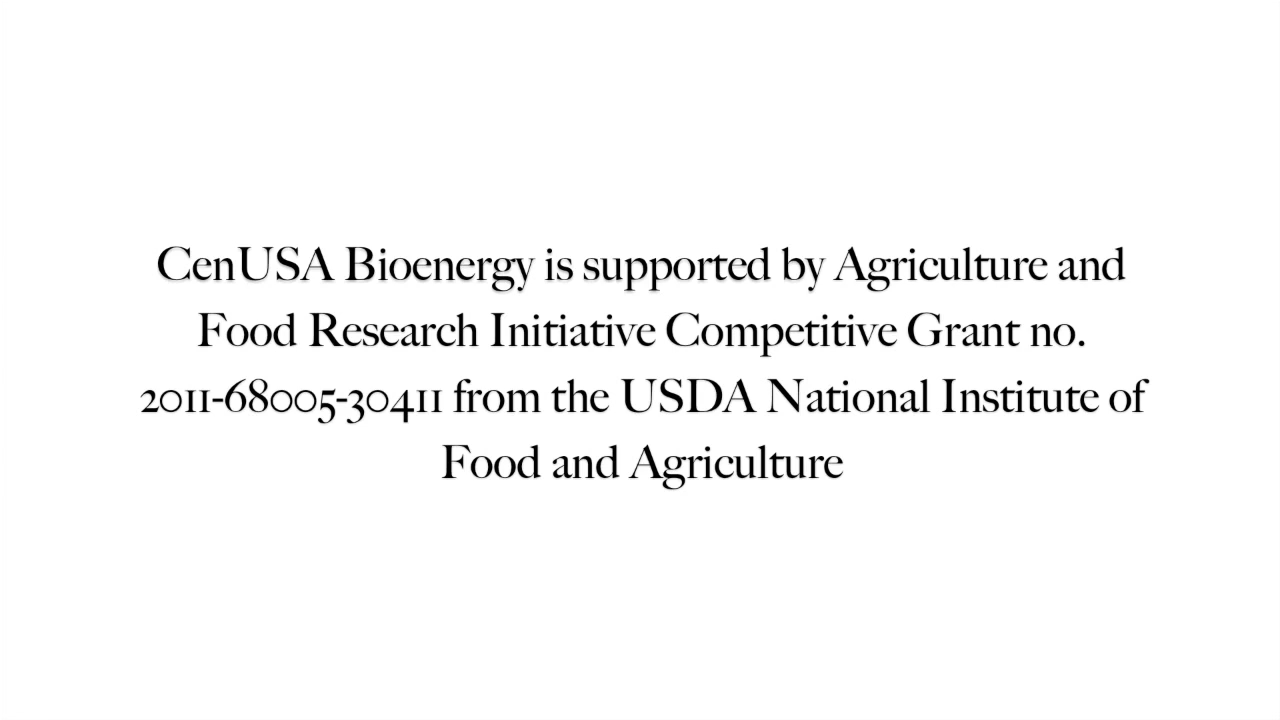 CenUSA Bioenergy is supported by Agriculture and
Food Research Initiative Competitive Grant no.
2011-68005-30411 from the USDA National Institute of
Food and Agriculture